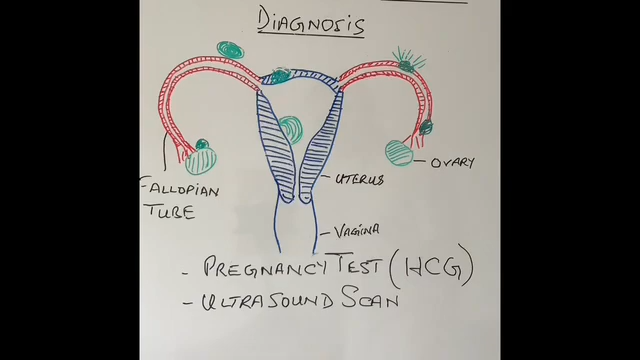 DIAGNOSIS
FALLOPIAN
TUBE
OVARY
UTERUS
VAGINA
- PREGNANCY TEST (HCG)
- ULTRASOUND SCAN